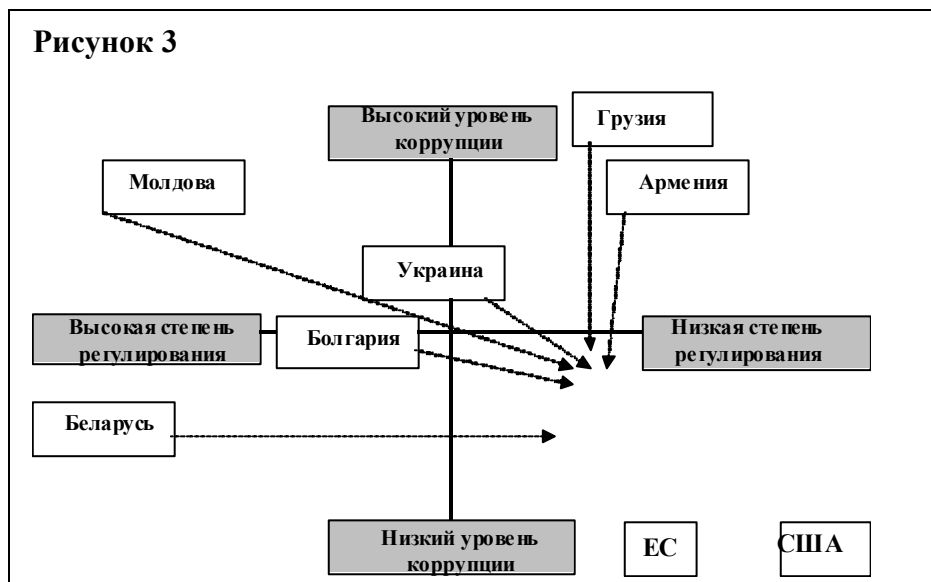 Рисунок 3
Высокий уровень
коррупции
Грузия
Молдова
Армения
Украина
Высокая степень
регулирования
Болгария
Низкая степень
регулирования
Беларусь
Низкий уровень
коррупции
ЕС
США